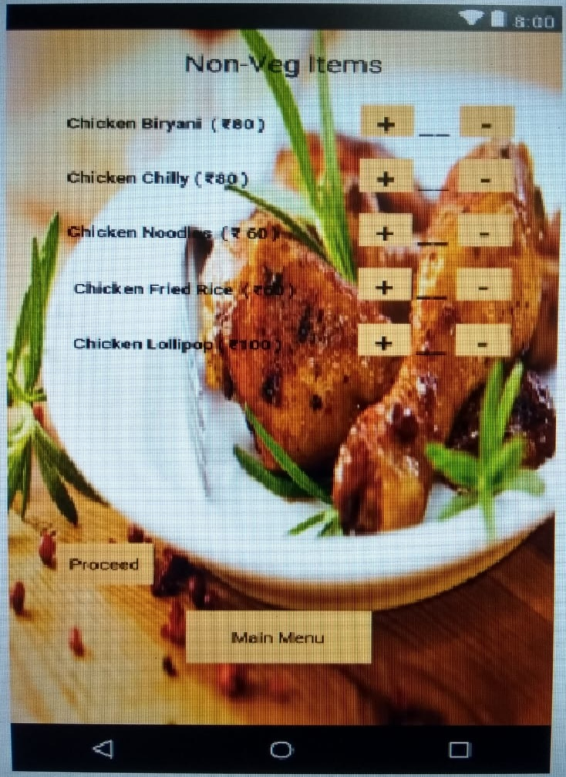 8:00
Non-Veg Items
Chicken Biryani (₹80) + __ -
Chicken Chilly (₹80) + __ -
Chicken Noodles (₹ 60) + __ -
Chicken Fried Rice + __ -
Chicken Lollipop (₹100) + __ -
Proceed
Main Menu